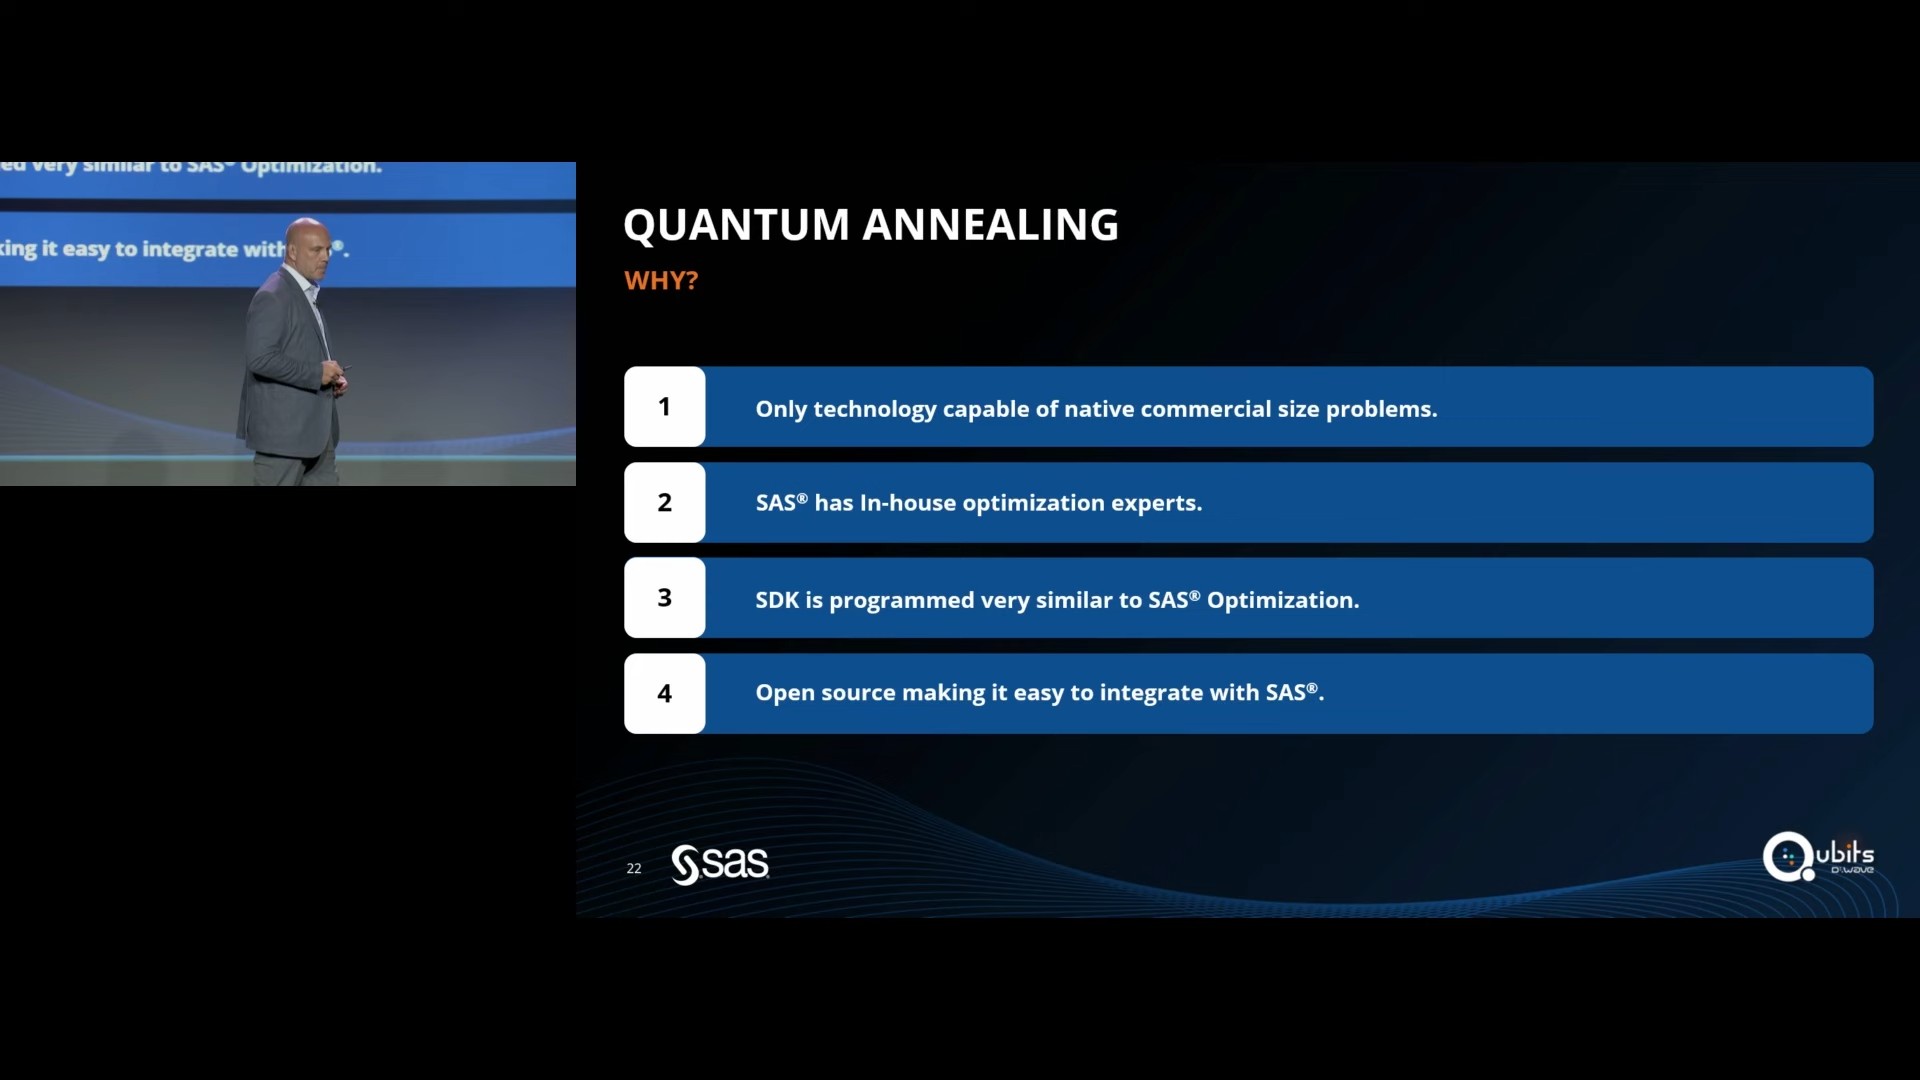 ed very similar to SAS® Optimization.
king it easy to integrate with ®.
QUANTUM ANNEALING
WHY?
1 Only technology capable of native commercial size problems.
2 SAS® has In-house optimization experts.
3 SDK is programmed very similar to SAS® Optimization.
4 Open source making it easy to integrate with SAS®.
22 sas
Qubits
D:wave